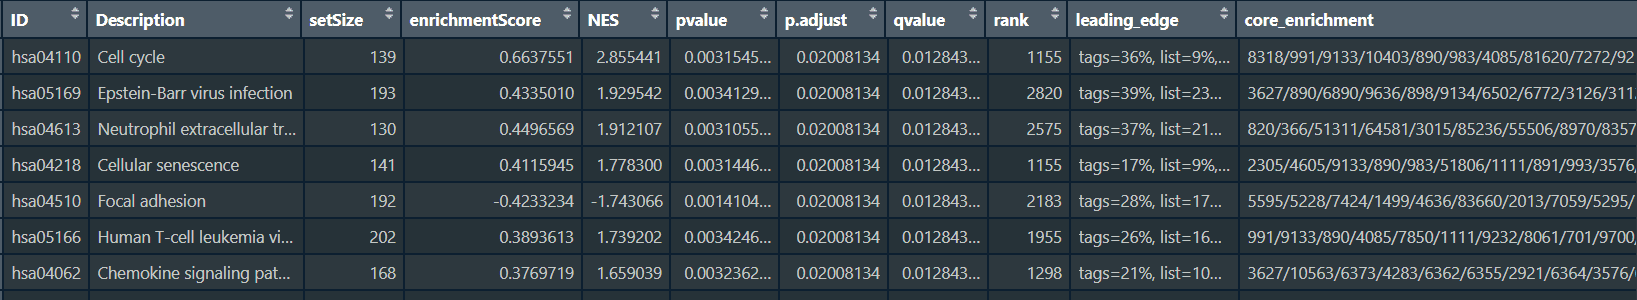 ID Description setSize enrichmentScore NES pvalue p.adjust qvalue rank leading_edge core_enrichment
hsa04110 Cell cycle 139 0.6637551 2.855441 0.0031545... 0.02008134 0.012843... 1155 tags=36%, list=9%,... 8318/991/9133/10403/890/983/4085/81620/7272/92
hsa05169 Epstein-Barr virus infection 193 0.4335010 1.929542 0.0034129... 0.02008134 0.012843... 2820 tags=39%, list=23... 3627/890/6890/9636/898/9134/6502/6772/3126/311
hsa04613 Neutrophil extracellular tr... 130 0.4496569 1.912107 0.0031055... 0.02008134 0.012843... 2575 tags=37%, list=21... 820/366/51311/64581/3015/85236/55506/8970/8357
hsa04218 Cellular senescence 141 0.4115945 1.778300 0.0031446... 0.02008134 0.012843... 1155 tags=17%, list=9%,... 2305/4605/9133/890/983/51806/1111/891/993/3576,
hsa04510 Focal adhesion 192 -0.4233234 -1.743066 0.0014104... 0.02008134 0.012843... 2183 tags=28%, list=17... 5595/5228/7424/1499/4636/83660/2013/7059/5295/
hsa05166 Human T-cell leukemia vi... 202 0.3893613 1.739202 0.0034246... 0.02008134 0.012843... 1955 tags=26%, list=16... 991/9133/890/4085/7850/1111/9232/8061/701/9700,
hsa04062 Chemokine signaling pat... 168 0.3769719 1.659039 0.0032362... 0.02008134 0.012843... 1298 tags=21%, list=10... 3627/10563/6373/4283/6362/6355/2921/6364/3576/